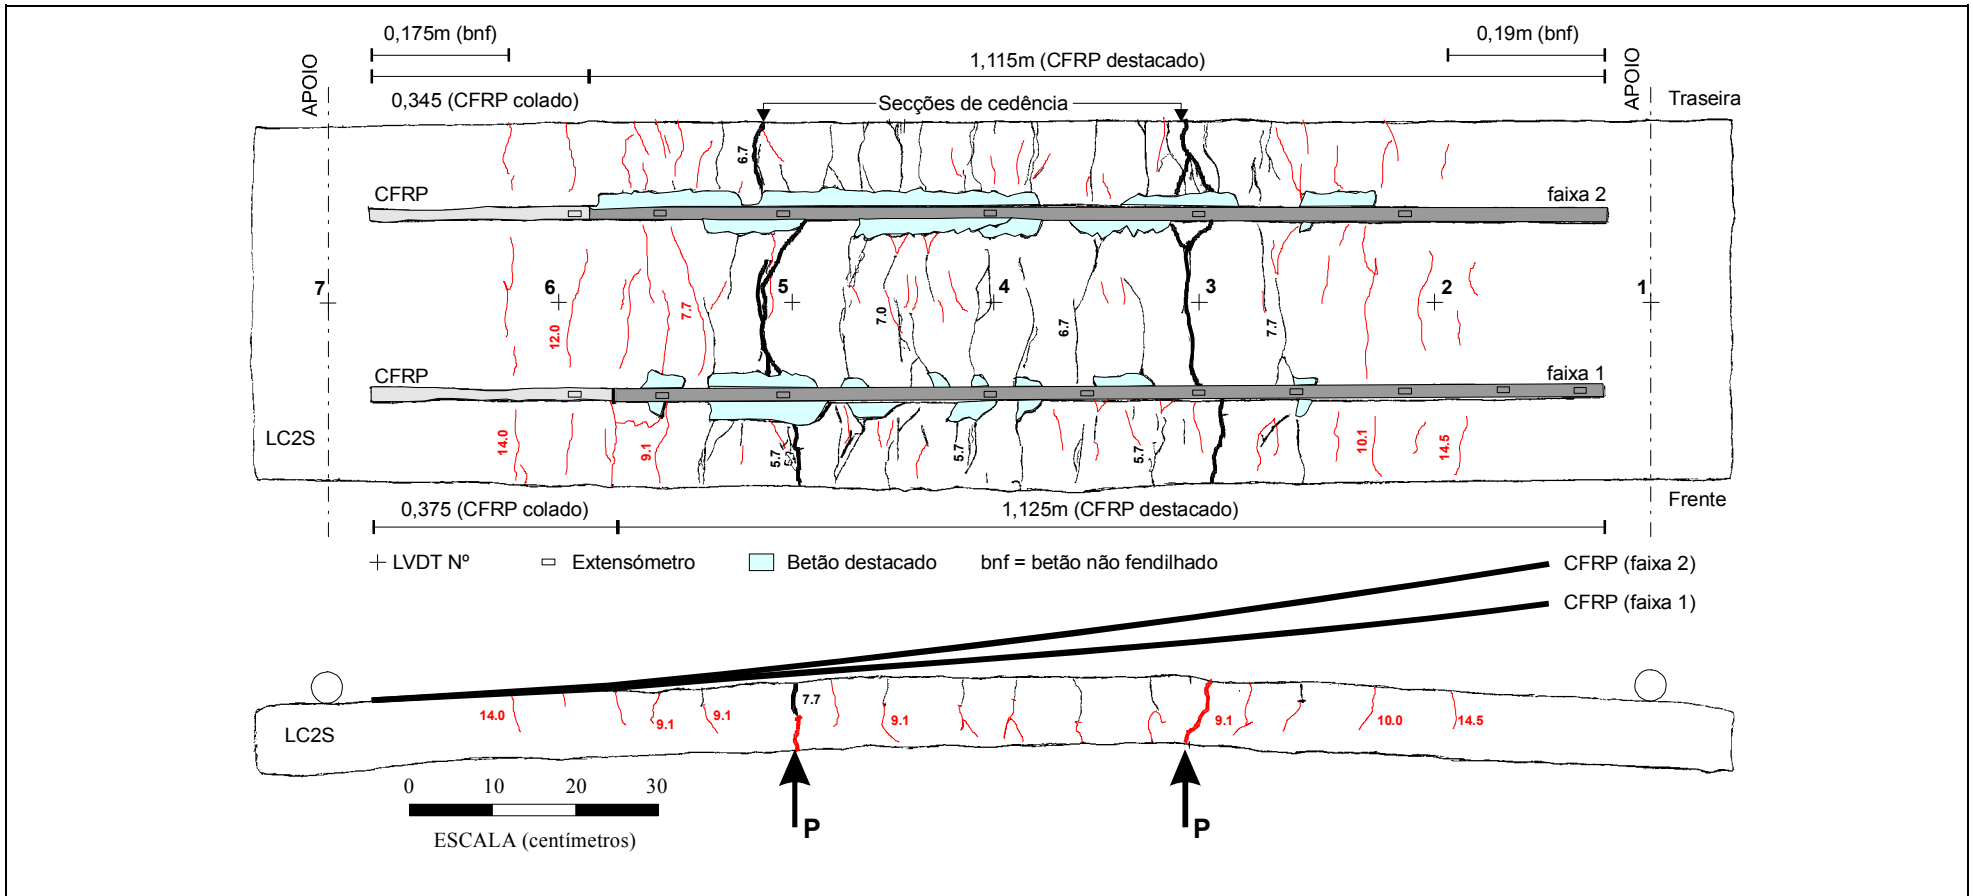 0,175m (bnf)
0,19m (bnf)
1,115m (CFRP destacado)
APOIO
APOIO
0,345 (CFRP colado)
Secções de cedência
Traseira
6.7
CFRP
faixa 2
7
6
5
4
3
2
1
12.0
7.7
7.0
6.7
7.7
CFRP
faixa 1
LC2S
14.0
9.1
5.7
5.7
5.7
10.1
14.5
Frente
0,375 (CFRP colado)
1,125m (CFRP destacado)
LVDT Nº
Extensómetro
Betão destacado
bnf = betão não fendilhado
CFRP (faixa 2)
CFRP (faixa 1)
LC2S
14.0
9.1
9.1
7.7
9.1
9.1
10.0
14.5
0 10 20 30
ESCALA (centímetros)
P
P